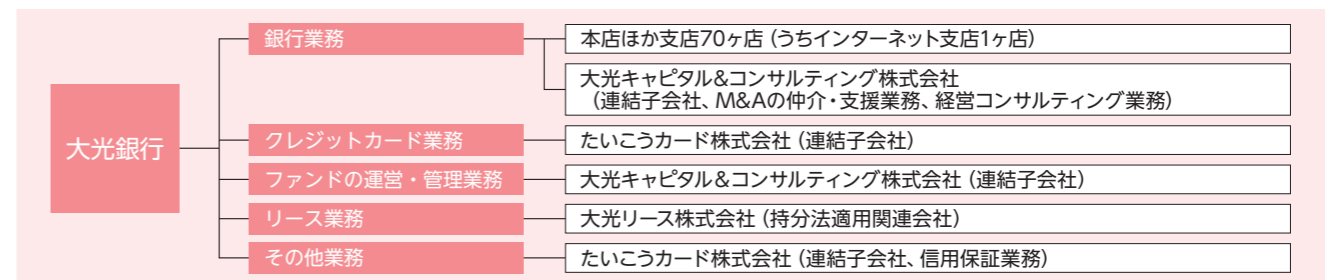 大光銀行
銀行業務
本店ほか支店70ヶ店（うちインターネット支店1ヶ店）
大光キャピタル&コンサルティング株式会社
（連結子会社、M&Aの仲介・支援業務、経営コンサルティング業務）
クレジットカード業務
たいこうカード株式会社（連結子会社）
ファンドの運営・管理業務
大光キャピタル&コンサルティング株式会社（連結子会社）
リース業務
大光リース株式会社（持分法適用関連会社）
その他業務
たいこうカード株式会社（連結子会社、信用保証業務）